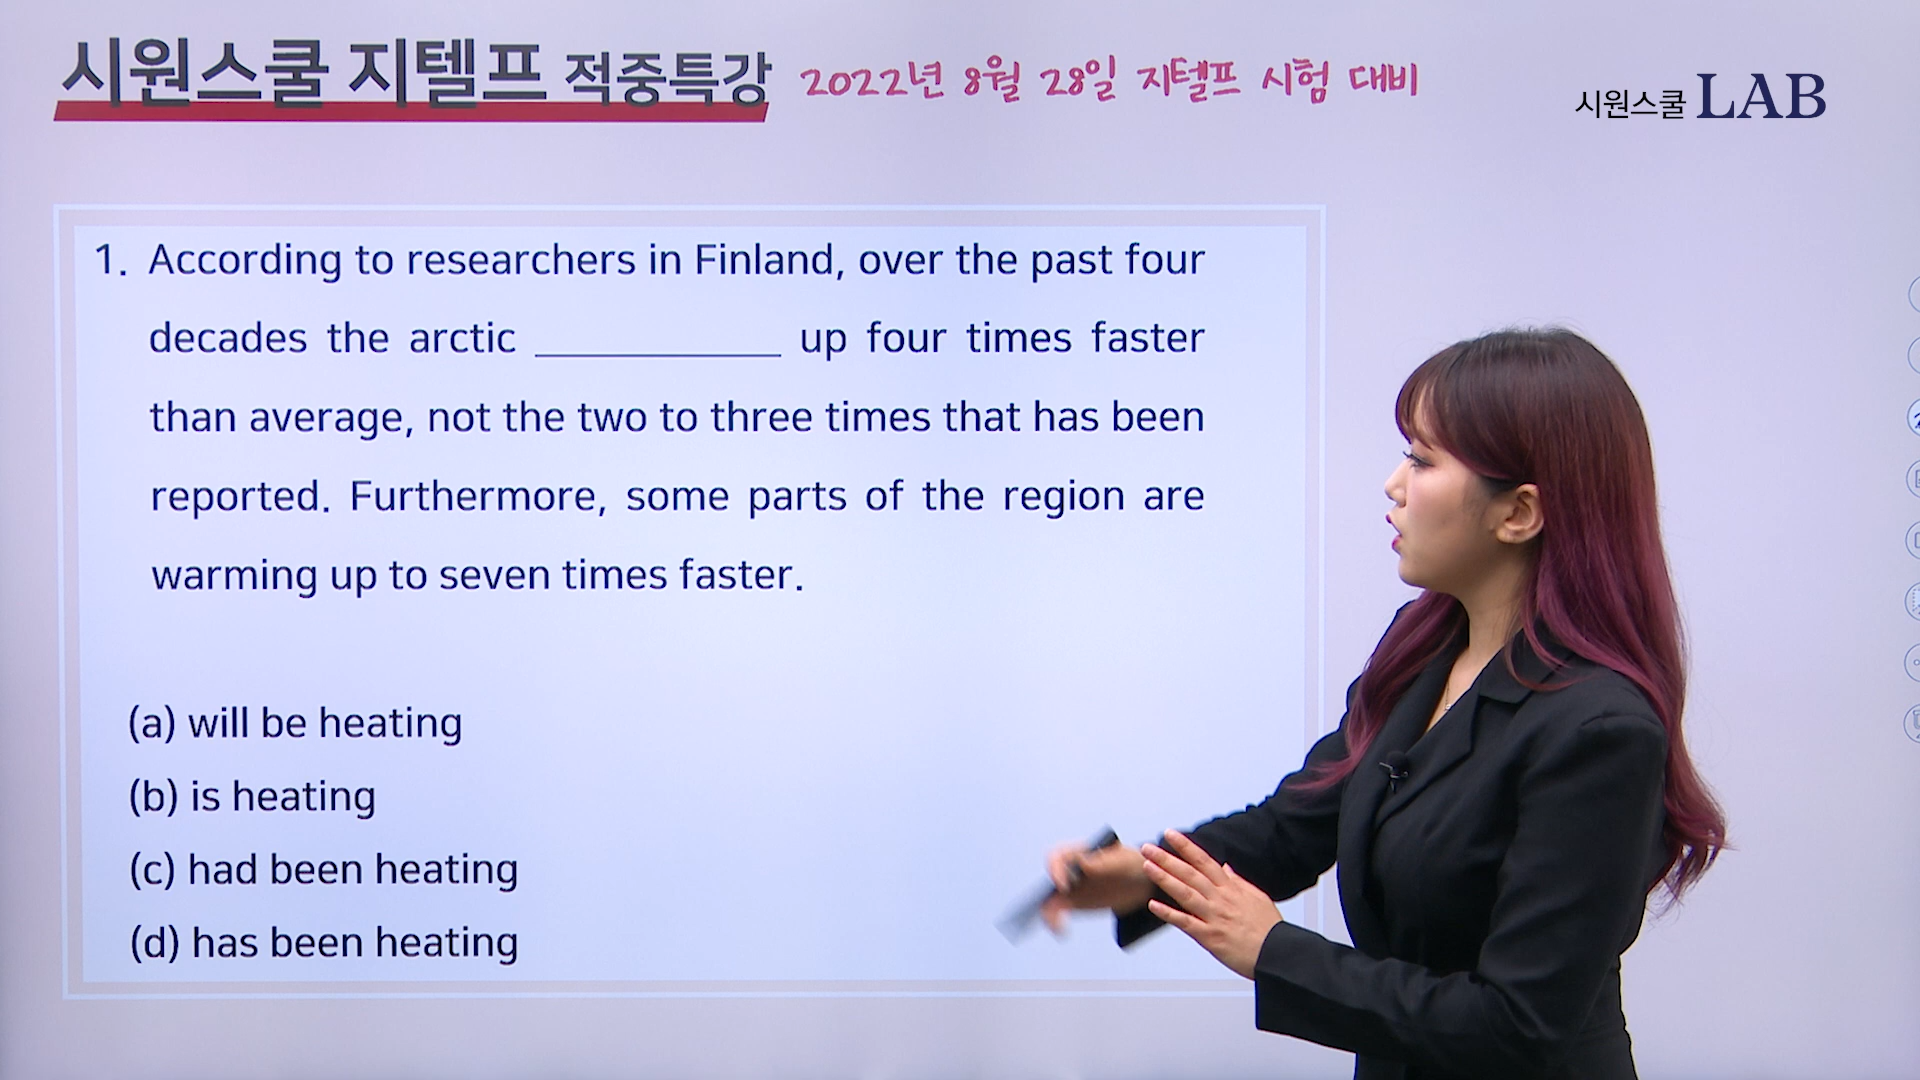 시원스쿨 지텔프 적중특강 2022년 8월 28일 지텔프 시험 대비
시원스쿨 LAB
1. According to researchers in Finland, over the past four
decades the arctic ____________ up four times faster
than average, not the two to three times that has been
reported. Furthermore, some parts of the region are
warming up to seven times faster.
(a) will be heating
(b) is heating
(c) had been heating
(d) has been heating